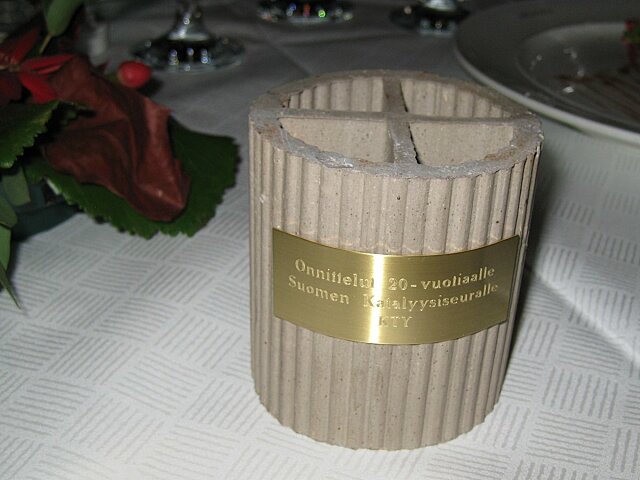 Onnittelut 20-vuotiaalle
Suomen Katalyysiseuralle
KTY